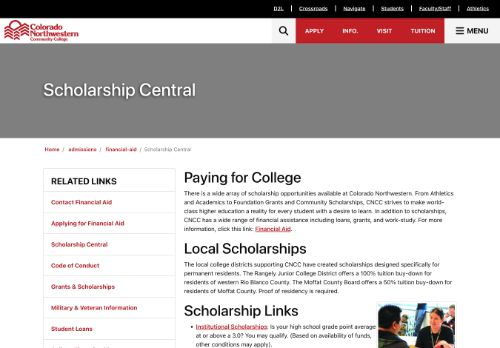 D2L | Crossroads | Navigate | Students | Faculty/Staff | Athletics
Colorado
Northwestern
Community College
APPLY INFO. VISIT TUITION MENU
Scholarship Central
Home / admissions / financial-aid / Scholarship Central
RELATED LINKS
Contact Financial Aid
Applying for Financial Aid
Scholarship Central
Code of Conduct
Grants & Scholarships
Military & Veteran Information
Student Loans
Paying for College
There is a wide array of scholarship opportunities available at Colorado Northwestern. From Athletics
and Academics to Foundation Grants and Community Scholarships, CNCC strives to make world-
class higher education a reality for every student with a desire to learn. In addition to scholarships,
CNCC has a wide range of financial assistance including loans, grants, and work-study. For more
information, click this link: Financial Aid.
Local Scholarships
The local college districts supporting CNCC have created scholarships designed specifically for
permanent residents. The Rangely Junior College District offers a 100% tuition buy-down for
residents of western Rio Blanco County. The Moffat County Board offers a 50% tuition buy-down for
residents of Moffat County. Proof of residency is required.
Scholarship Links
• Institutional Scholarships: Is your high school grade point average
at or above a 3.0? You may qualify. (Based on availability of funds,
other conditions may apply).